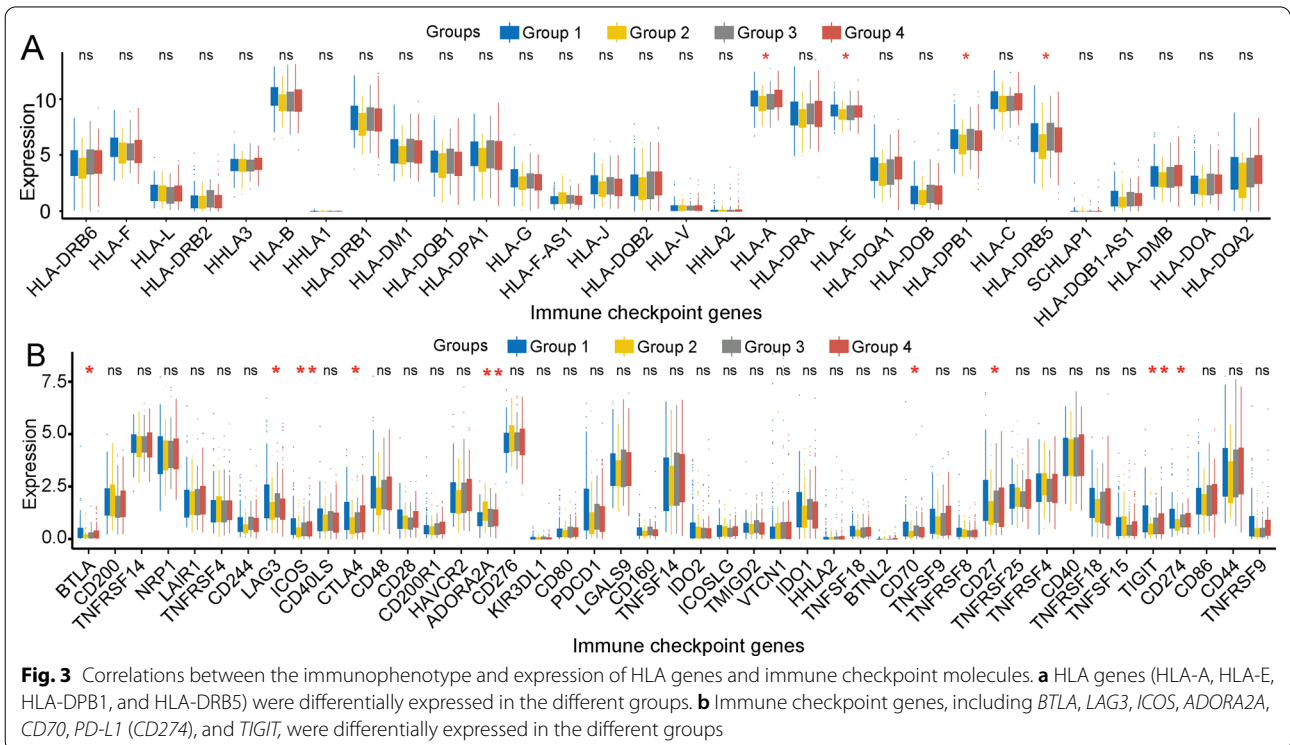 Groups Group 1 Group 2 Group 3 Group 4
A
ns ns ns ns ns ns ns ns ns ns ns ns ns ns ns ns ns * ns * ns ns * ns * ns ns ns ns ns
Expression
10
5
0
HLA-DRB6 HLA-F HLA-L HLA-DRB2 HHLA3 HLA-B HHLA1 HLA-DRB1 HLA-DM1 HLA-DQB1 HLA-DPA1 HLA-G HLA-F-AS1 HLA-J HLA-DQB2 HLA-V HHLA2 HLA-A HLA-DRA HLA-E HLA-DQA1 HLA-DOB HLA-DPB1 HLA-C HLA-DRB5 SCHLAP1 HLA-DQB1-AS1 HLA-DMB HLA-DOA HLA-DQA2
Immune checkpoint genes
B
Groups Group 1 Group 2 Group 3 Group 4
* ns ns ns ns ns ns * ** ns * ns ns ns ns ** ns ns ns ns ns ns ns ns ns ns ns ns ns ns ns ns * ns ns * ns ns ns ns ns ** * ns ns ns
Expression
7.5
5.0
2.5
0.0
BTLA CD200 TNFRSF14 NRP1 LAIR1 TNFRSF4 CD244 LAG3 ICOS CD40LS CTLA4 CD48 CD28 CD200R1 HAVCR2 ADORA2A CD276 KIR3DL1 CD80 PDCD1 LGALS9 CD160 TNFSF14 IDO2 ICOSLG TMIGD2 VTCN1 IDO1 HHLA2 TNFSF18 BTNL2 CD70 TNFSF9 TNFRSF8 CD27 TNFRSF25 TNFRSF4 CD40 TNFRSF18 TNFSF15 TIGIT CD274 CD86 CD44 TNFRSF9
Immune checkpoint genes
Fig. 3 Correlations between the immunophenotype and expression of HLA genes and immune checkpoint molecules. a HLA genes (HLA-A, HLA-E,
HLA-DPB1, and HLA-DRB5) were differentially expressed in the different groups. b Immune checkpoint genes, including BTLA, LAG3, ICOS, ADORA2A,
CD70, PD-L1 (CD274), and TIGIT, were differentially expressed in the different groups